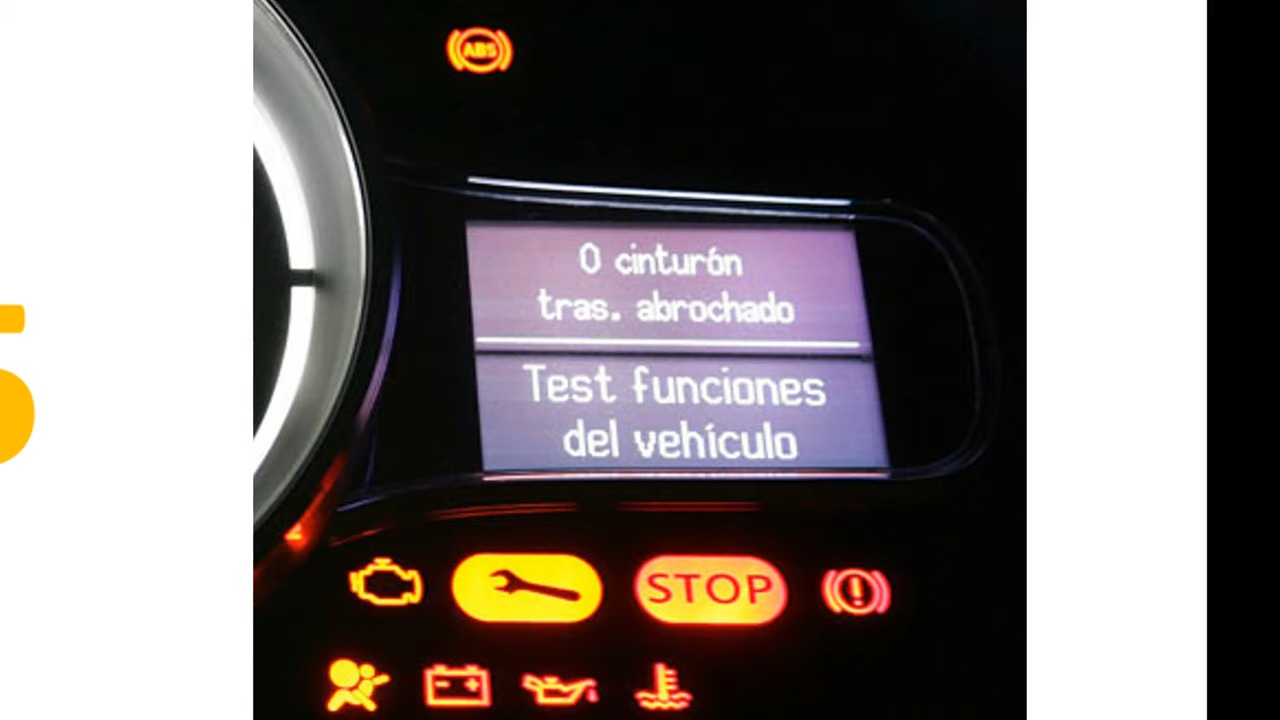 ABS
0 cinturón
tras. abrochado
Test funciones
del vehículo
STOP